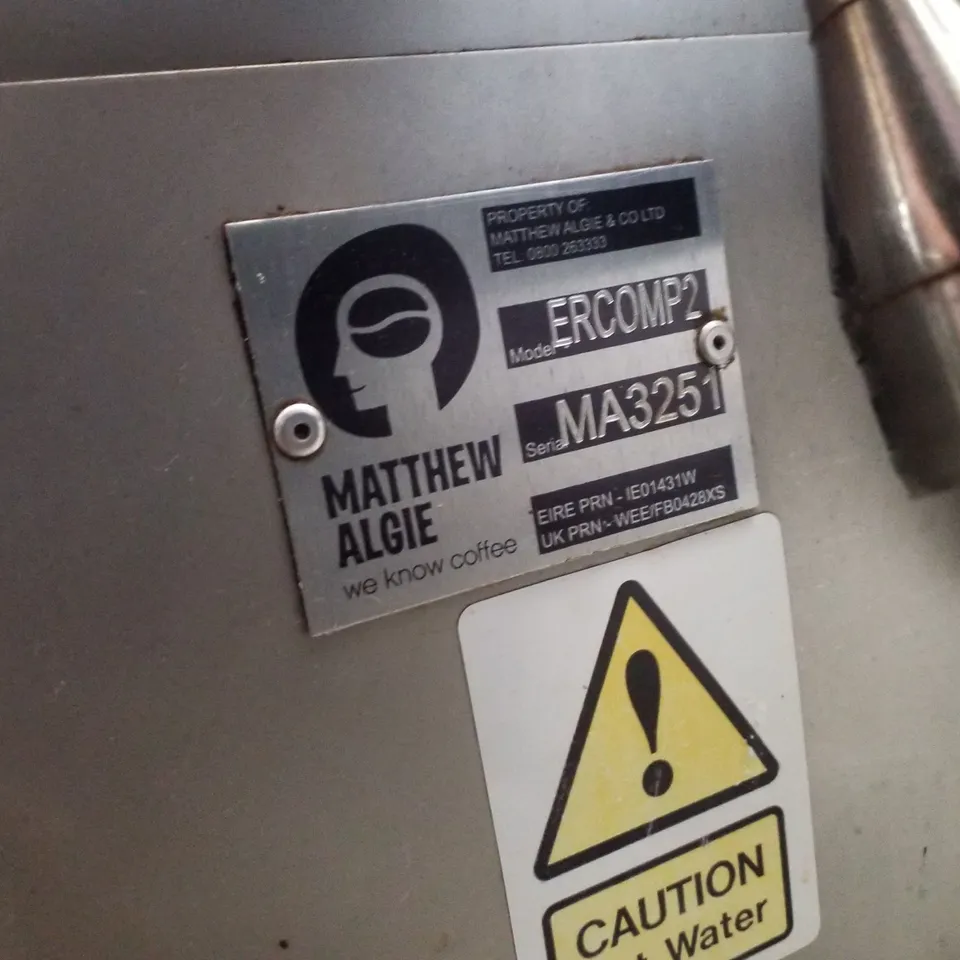 PROPERTY OF:
MATTHEW ALGIE & CO LTD
TEL. 0800 263333
Model ERCOMP2
Serial MA3251
EIRE PRN - IE01431W
UK PRN - WEE/FB0428XS
MATTHEW
ALGIE
we know coffee
CAUTION
Water